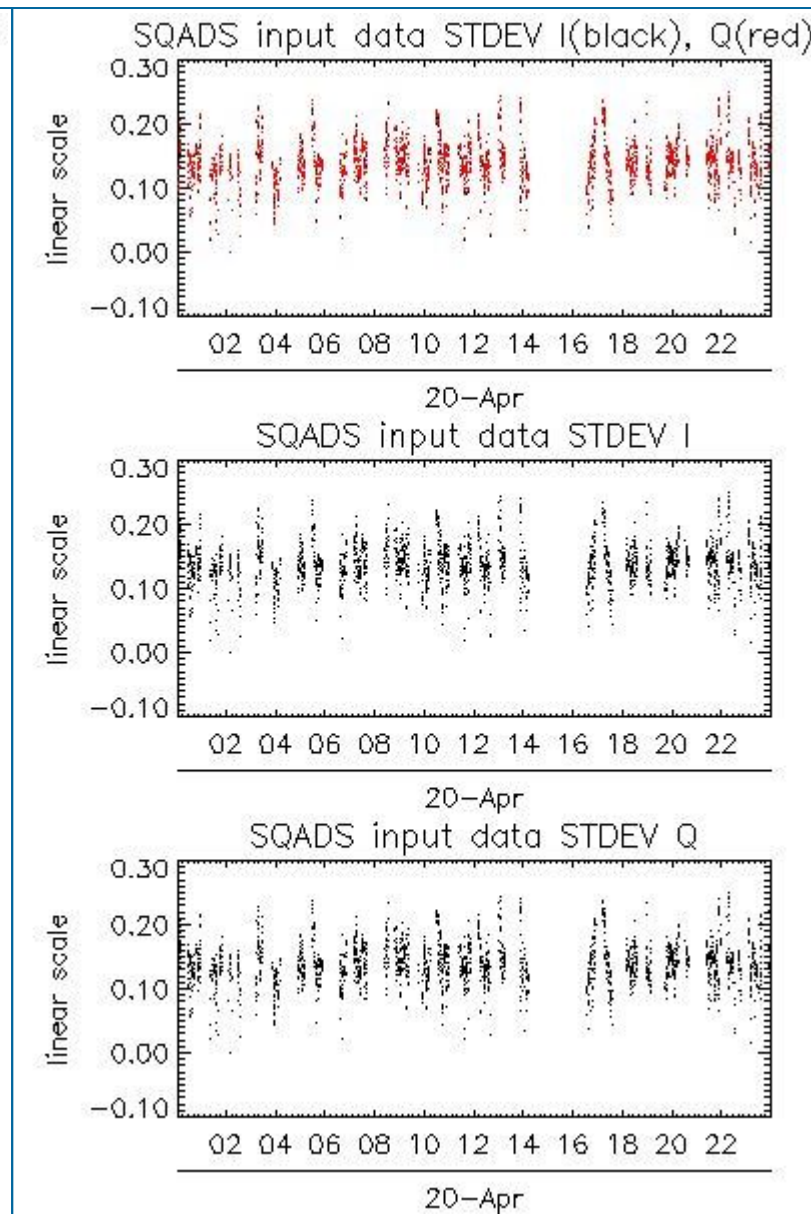 SQADS input data STDEV I(black), Q(red)
0.30
0.20
0.10
0.00
−0.10
linear scale
02 04 06 08 10 12 14 16 18 20 22
20−Apr
SQADS input data STDEV I
0.30
0.20
0.10
0.00
−0.10
linear scale
02 04 06 08 10 12 14 16 18 20 22
20−Apr
SQADS input data STDEV Q
0.30
0.20
0.10
0.00
−0.10
linear scale
02 04 06 08 10 12 14 16 18 20 22
20−Apr